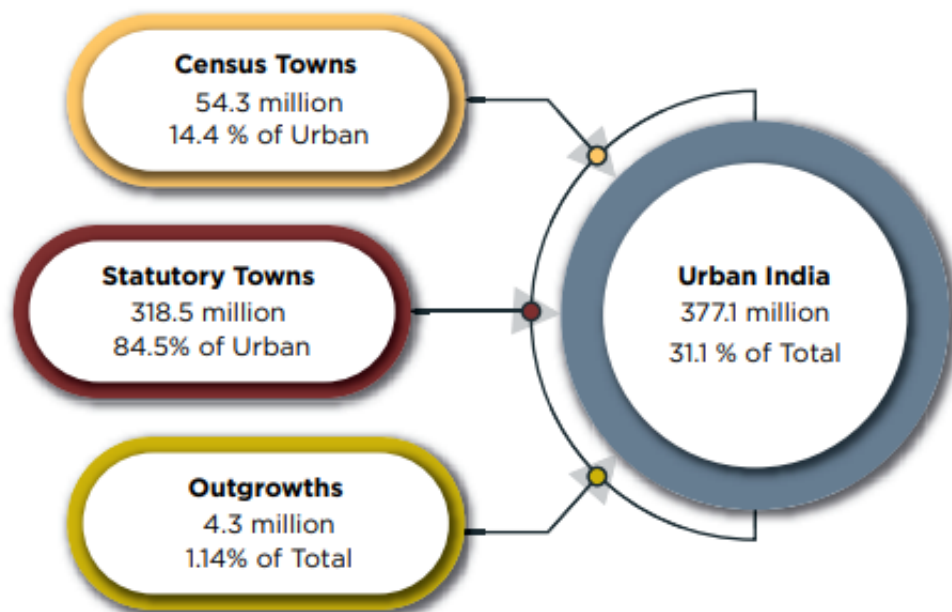 Census Towns
54.3 million
14.4 % of Urban
Statutory Towns
318.5 million
84.5% of Urban
Outgrowths
4.3 million
1.14% of Total
Urban India
377.1 million
31.1 % of Total